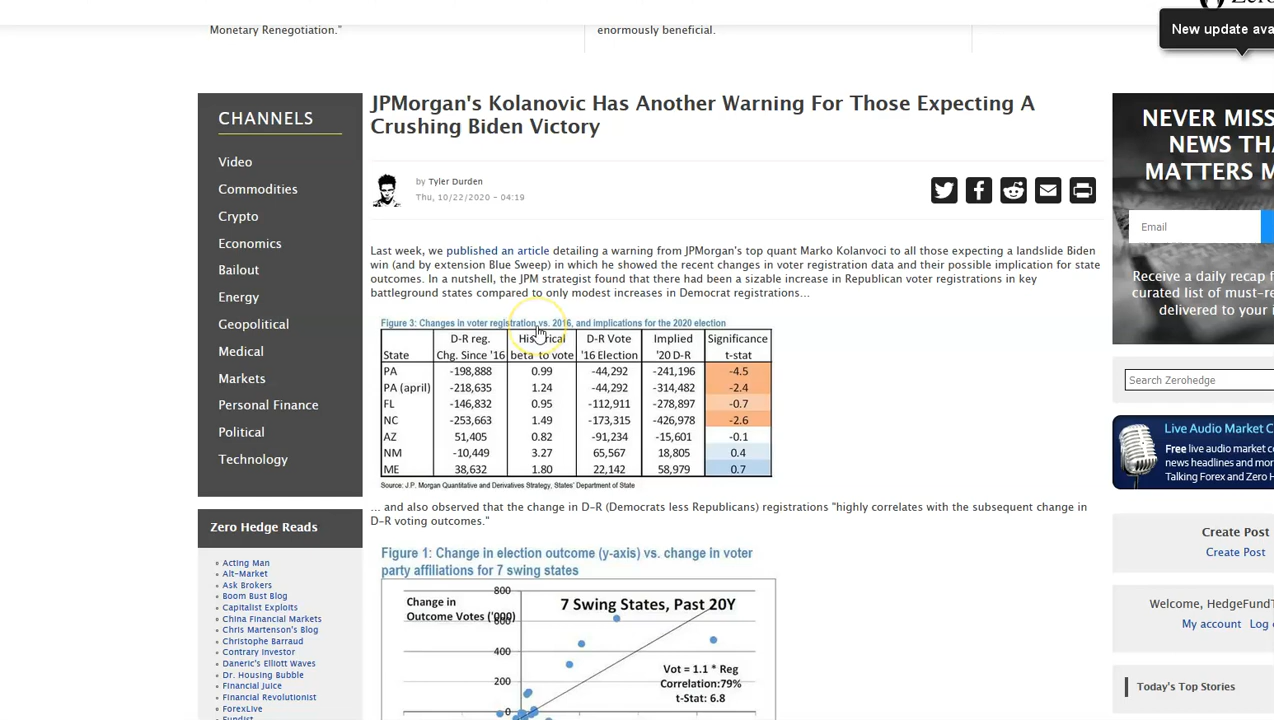 Monetary Renegotiation."
enormously beneficial.
New update ava
CHANNELS
Video
Commodities
Crypto
Economics
Bailout
Energy
Geopolitical
Medical
Markets
Personal Finance
Political
Technology
Zero Hedge Reads
Acting Man
Alt-Market
Ask Brokers
Boom Bust Blog
Capitalist Exploits
China Financial Markets
Chris Martenson's Blog
Christophe Barraud
Contrary Investor
Daneric's Elliott Waves
Dr. Housing Bubble
Financial Juice
Financial Revolutionist
ForexLive
Fundist
JPMorgan's Kolanovic Has Another Warning For Those Expecting A
Crushing Biden Victory
by Tyler Durden
Thu, 10/22/2020 - 04:19
Last week, we published an article detailing a warning from JPMorgan's top quant Marko Kolanvoci to all those expecting a landslide Biden
win (and by extension Blue Sweep) in which he showed the recent changes in voter registration data and their possible implication for state
outcomes. In a nutshell, the JPM strategist found that there had been a sizable increase in Republican voter registrations in key
battleground states compared to only modest increases in Democrat registrations...
Figure 3: Changes in voter registration vs. 2016, and implications for the 2020 election
D-R reg. Historical D-R Vote Implied Significance
State Chg. Since '16 beta to vote '16 Election '20 D-R t-stat
PA -198,888 0.99 -44,292 -241,196 -4.5
PA (april) -218,635 1.24 -44,292 -314,482 -2.4
FL -146,832 0.95 -112,911 -278,897 -0.7
NC -253,663 1.49 -173,315 -426,978 -2.6
AZ 51,405 0.82 -91,234 -15,601 -0.1
NM -10,449 3.27 65,567 18,805 0.4
ME 38,632 1.80 22,142 58,979 0.7
Source: J.P. Morgan Quantitative and Derivatives Strategy, States' Department of State
... and also observed that the change in D-R (Democrats less Republicans) registrations "highly correlates with the subsequent change in
D-R voting outcomes."
Figure 1: Change in election outcome (y-axis) vs. change in voter
party affiliations for 7 swing states
Change in
Outcome Votes ('000)
7 Swing States, Past 20Y
800
600
400
200
0
Vot = 1.1 * Reg
Correlation:79%
t-Stat: 6.8
NEVER MISS
NEWS THA
MATTERS M
Email
Receive a daily recap f
curated list of must-re
delivered to your
Search Zerohedge
Live Audio Market C
Free live audio market c
news headlines and mor
Talking Forex and Zero H
Create Post
Create Post
Welcome, HedgeFundT
My account Log
Today's Top Stories